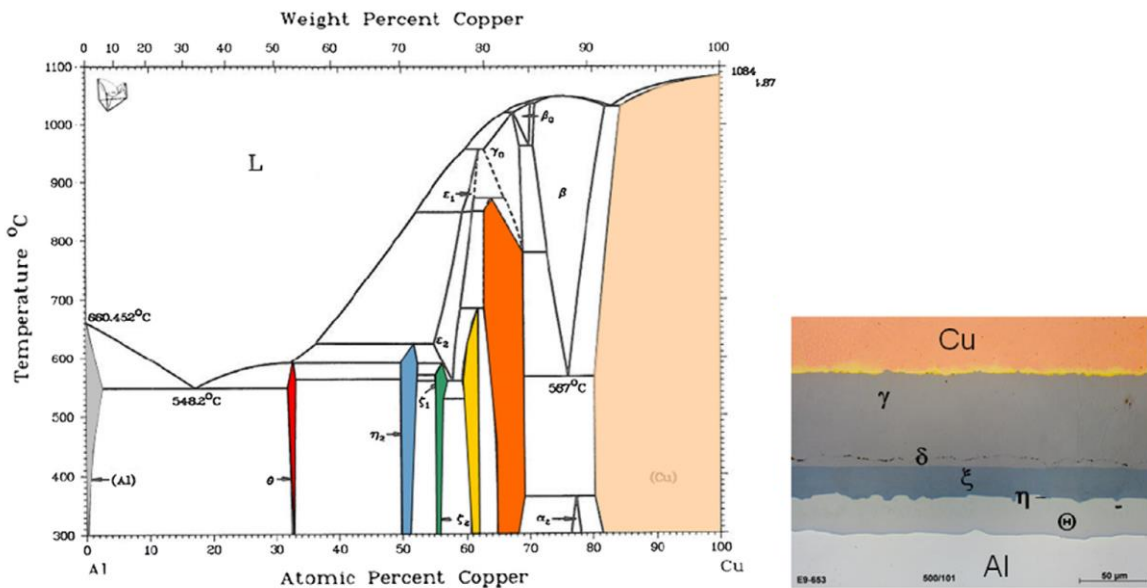 Weight Percent Copper
0 10 20 30 40 50 60 70 80 90 100
1100
1084
1.87
1000
900
800
700
600
500
400
300
Temperature °C
L
β₀
γ₀
ε₁
β
660.452°C
ε₂
548.2°C
567°C
ζ₁
η₂
(Al)
θ
ζ₂
α₂
(Cu)
0 10 20 30 40 50 60 70 80 90 100
Al
Atomic Percent Copper
Cu
Cu
γ
δ
ξ
η
Θ
Al
E9-653 500/101 50 µm